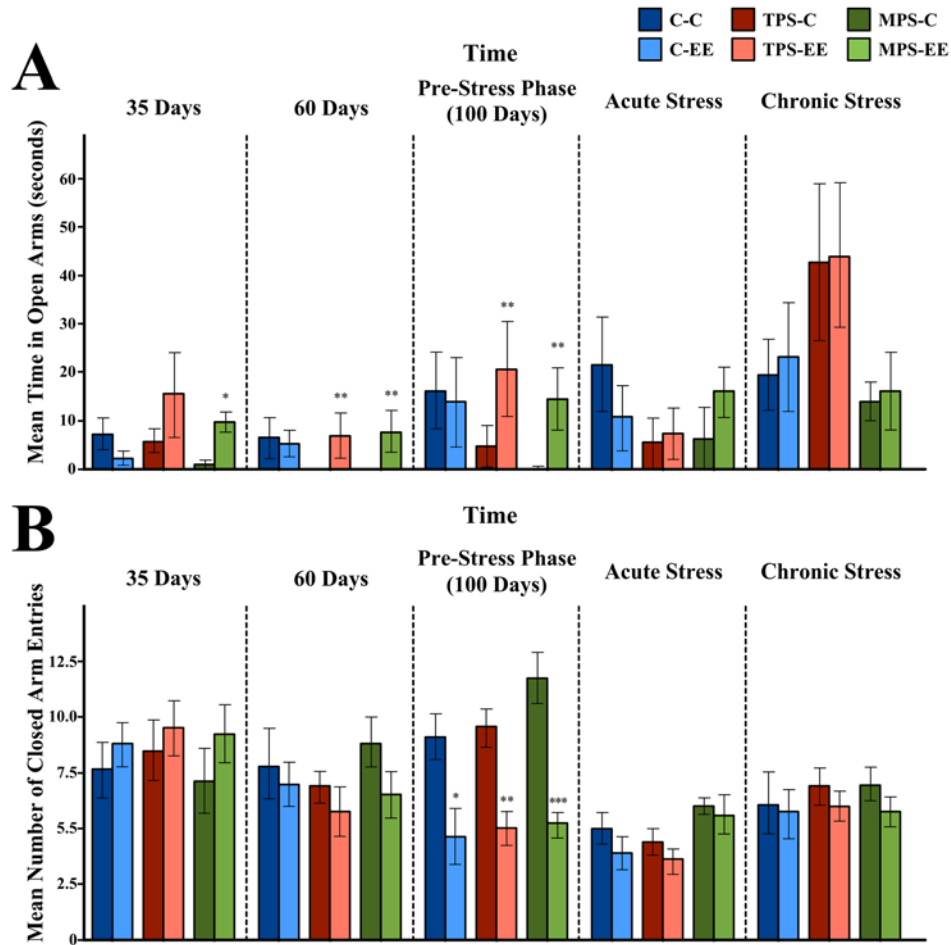 C-C TPS-C MPS-C
C-EE TPS-EE MPS-EE
A
Time
35 Days
60 Days
Pre-Stress Phase
(100 Days)
Acute Stress
Chronic Stress
Mean Time in Open Arms (seconds)
60
50
40
30
20
10
0
*
**
**
**
**
B
Time
35 Days
60 Days
Pre-Stress Phase
(100 Days)
Acute Stress
Chronic Stress
Mean Number of Closed Arm Entries
12.5
10.0
7.5
5.5
2.5
0
*
**
***